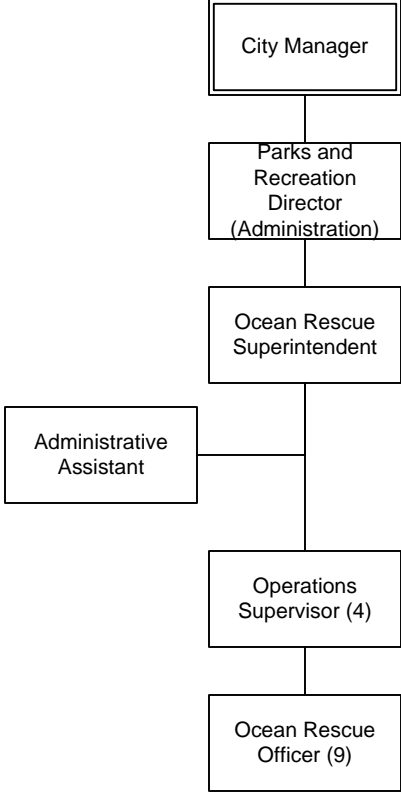 City Manager
Parks and
Recreation
Director
(Administration)
Ocean Rescue
Superintendent
Administrative
Assistant
Operations
Supervisor (4)
Ocean Rescue
Officer (9)